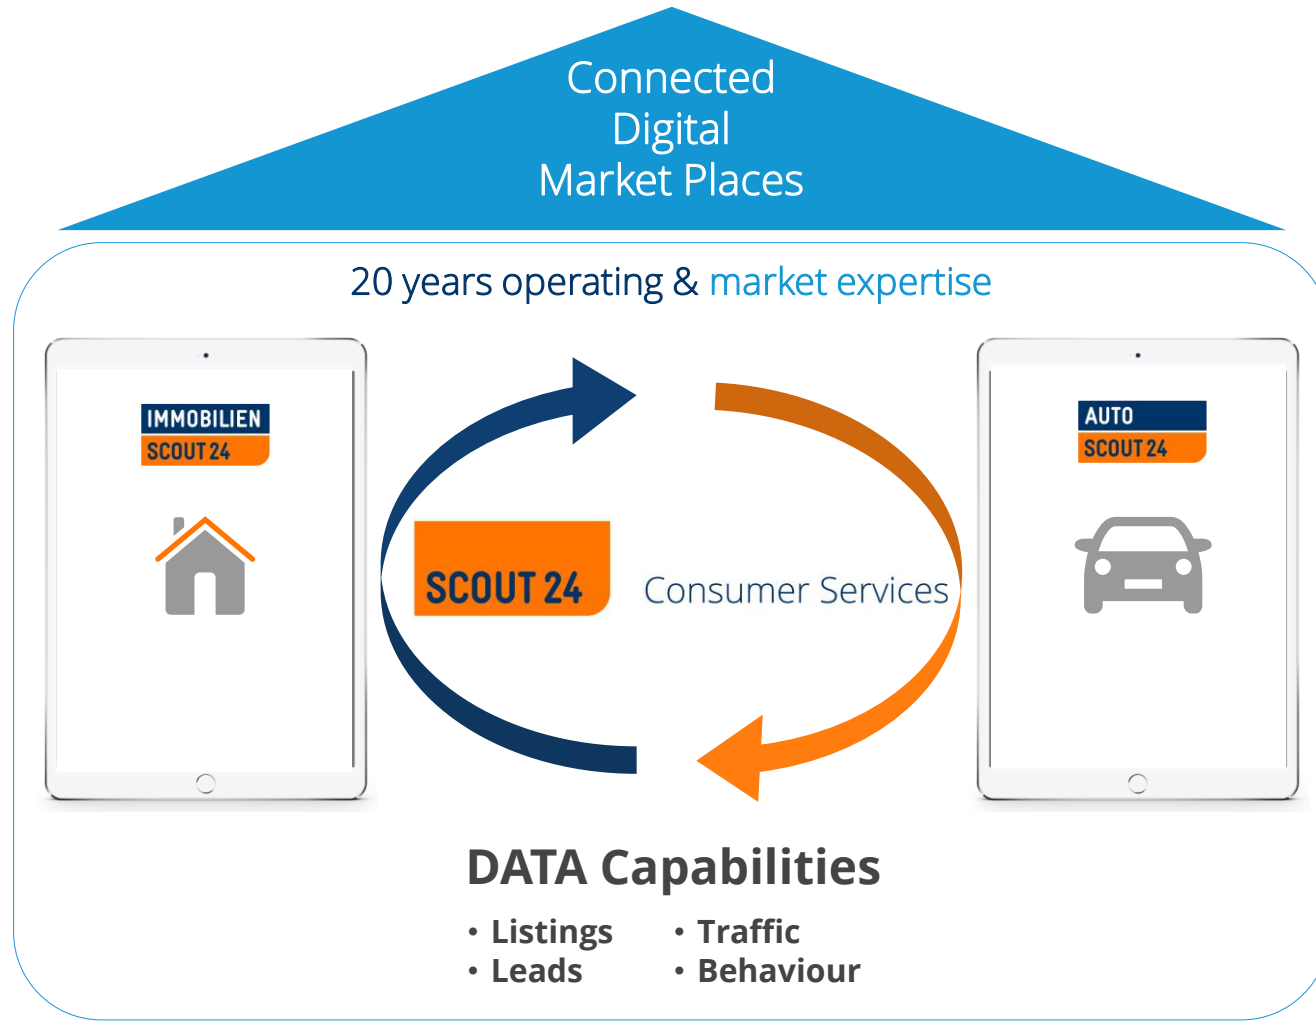 Connected
Digital
Market Places
20 years operating & market expertise
IMMOBILIEN
SCOUT 24
AUTO
SCOUT 24
SCOUT 24
Consumer Services
DATA Capabilities
• Listings
• Leads
• Traffic
• Behaviour